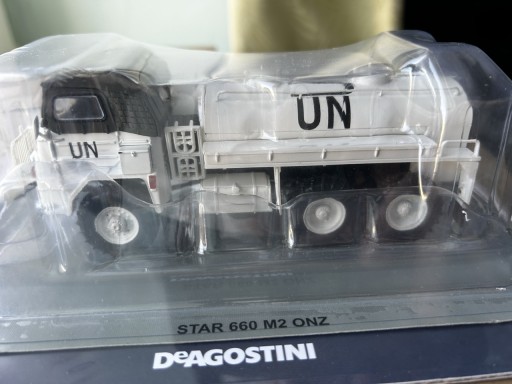 UN
UN
STAR 660 M2 ONZ
DEAGOSTINI